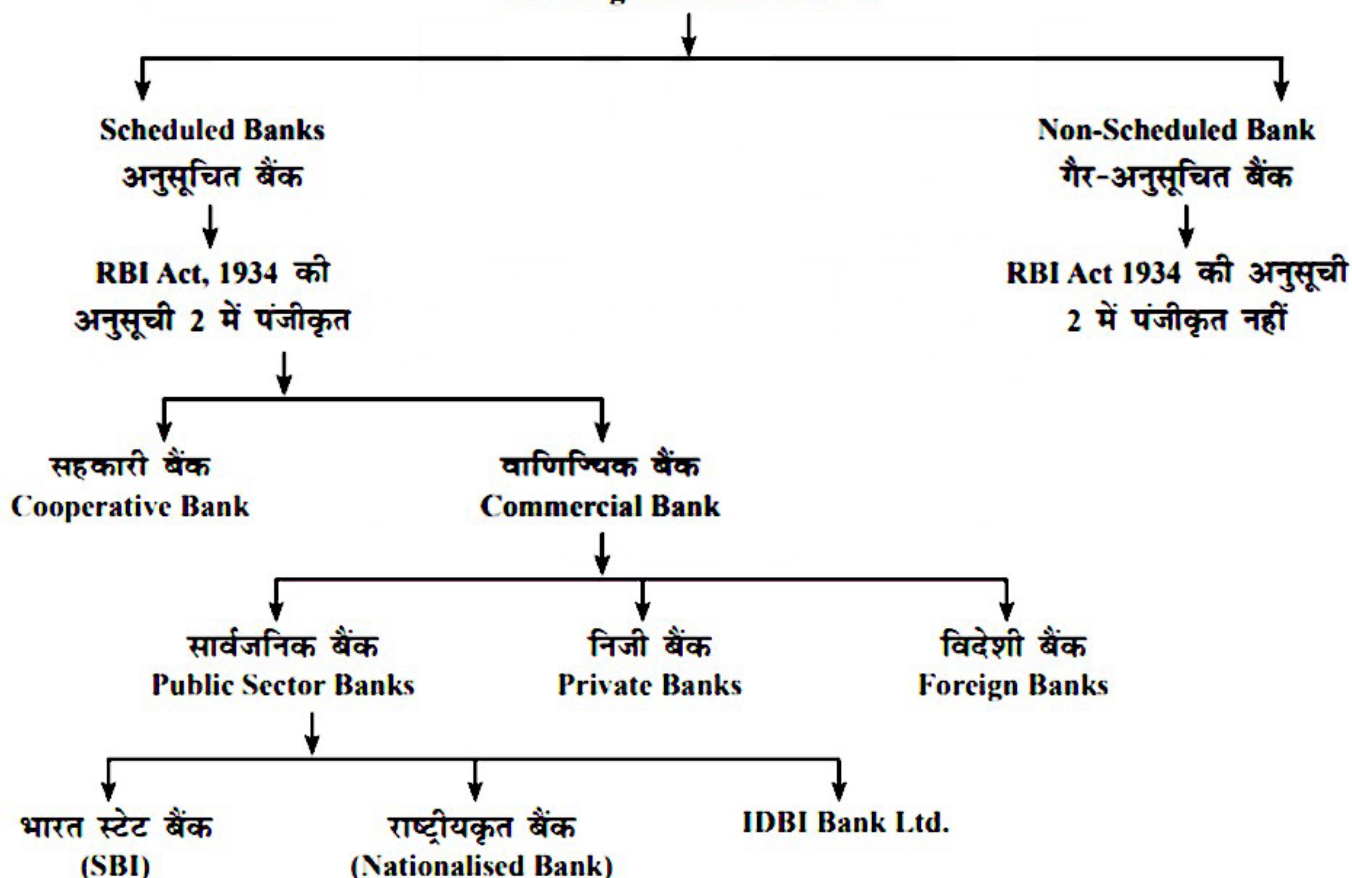 Scheduled Banks
अनुसूचित बैंक
Non-Scheduled Bank
गैर-अनुसूचित बैंक
RBI Act, 1934 की
अनुसूची 2 में पंजीकृत
RBI Act 1934 की अनुसूची
2 में पंजीकृत नहीं
सहकारी बैंक
Cooperative Bank
वाणिज्यिक बैंक
Commercial Bank
सार्वजनिक बैंक
Public Sector Banks
निजी बैंक
Private Banks
विदेशी बैंक
Foreign Banks
भारत स्टेट बैंक
(SBI)
राष्ट्रीयकृत बैंक
(Nationalised Bank)
IDBI Bank Ltd.